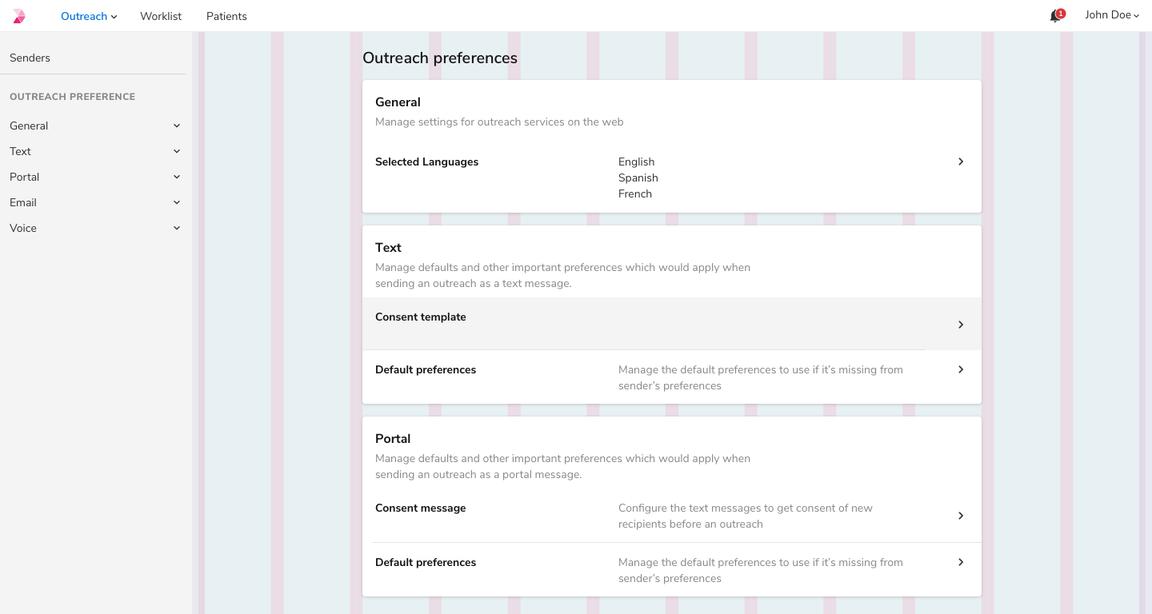 Outreach Worklist Patients 1 John Doe
Senders
OUTREACH PREFERENCE
General
Text
Portal
Email
Voice
Outreach preferences
General
Manage settings for outreach services on the web
Selected Languages
English
Spanish
French
Text
Manage defaults and other important preferences which would apply when
sending an outreach as a text message.
Consent template
Default preferences
Manage the default preferences to use if it's missing from
sender's preferences
Portal
Manage defaults and other important preferences which would apply when
sending an outreach as a portal message.
Consent message
Configure the text messages to get consent of new
recipients before an outreach
Default preferences
Manage the default preferences to use if it's missing from
sender's preferences